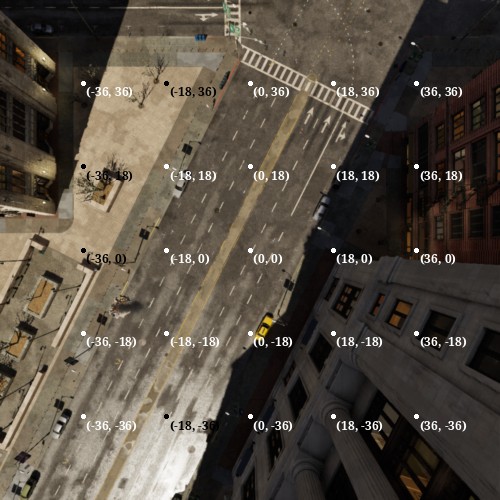 (-36, 36) (-18, 36) (0, 36) (18, 36) (36, 36)
(-36, 18) (-18, 18) (0, 18) (18, 18) (36, 18)
(-36, 0) (-18, 0) (0, 0) (18, 0) (36, 0)
(-36, -18) (-18, -18) (0, -18) (18, -18) (36, -18)
(-36, -36) (-18, -36) (0, -36) (18, -36) (36, -36)